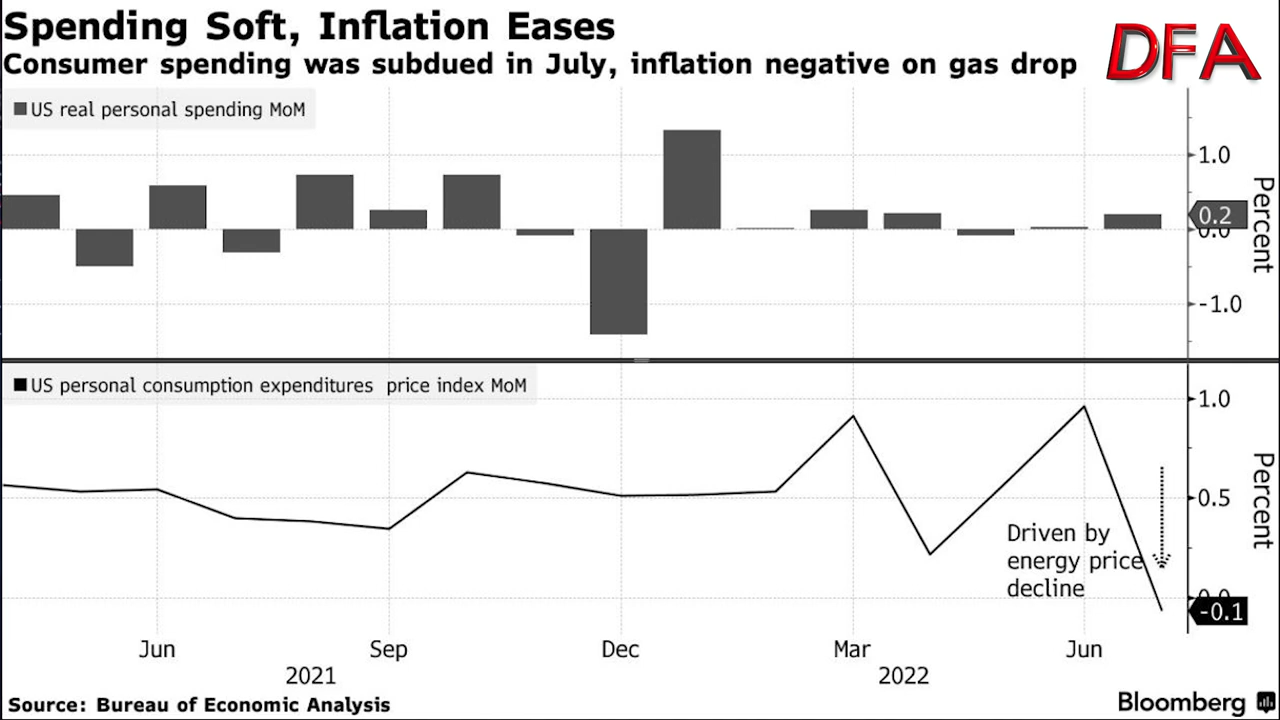 Spending Soft, Inflation Eases
Consumer spending was subdued in July, inflation negative on gas drop
DFA
US real personal spending MoM
1.0
0.2
0.0
-1.0
Percent
US personal consumption expenditures price index MoM
1.0
0.5
0.0
-0.1
Percent
Driven by
energy price
decline
Jun Sep Dec Mar Jun
2021 2022
Source: Bureau of Economic Analysis
Bloomberg